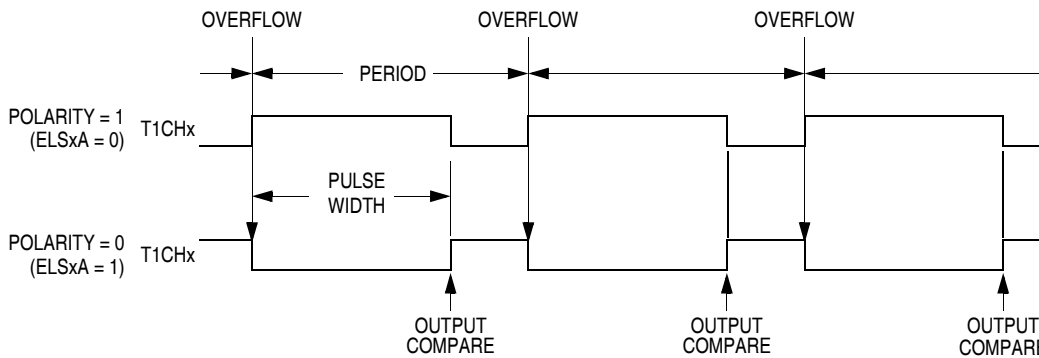 OVERFLOW
OVERFLOW
OVERFLOW
PERIOD
POLARITY = 1
(ELSxA = 0)
T1CHx
PULSE
WIDTH
POLARITY = 0
(ELSxA = 1)
T1CHx
OUTPUT
COMPARE
OUTPUT
COMPARE
OUTPUT
COMPARE